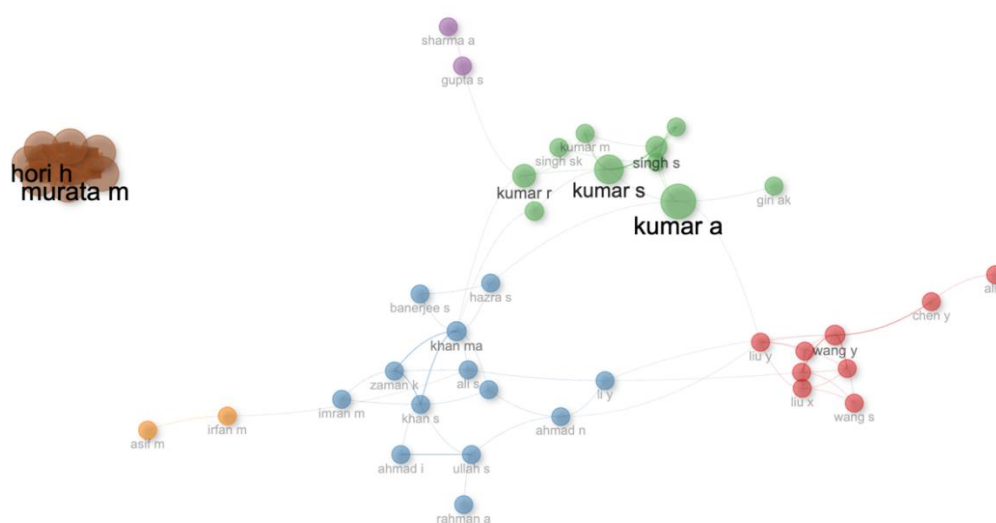 sharma a
gupta s
kumar m
singh sk
singh s
hori h
murata m
kumar r
kumar s
giri ak
kumar a
banerjee s
hazra s
chen y
khan ma
wang y
liu y
zaman k
ali s
imran m
khan s
li y
liu x
wang s
irfan m
asif m
ahmad n
ahmad i
ullah s
rahman a